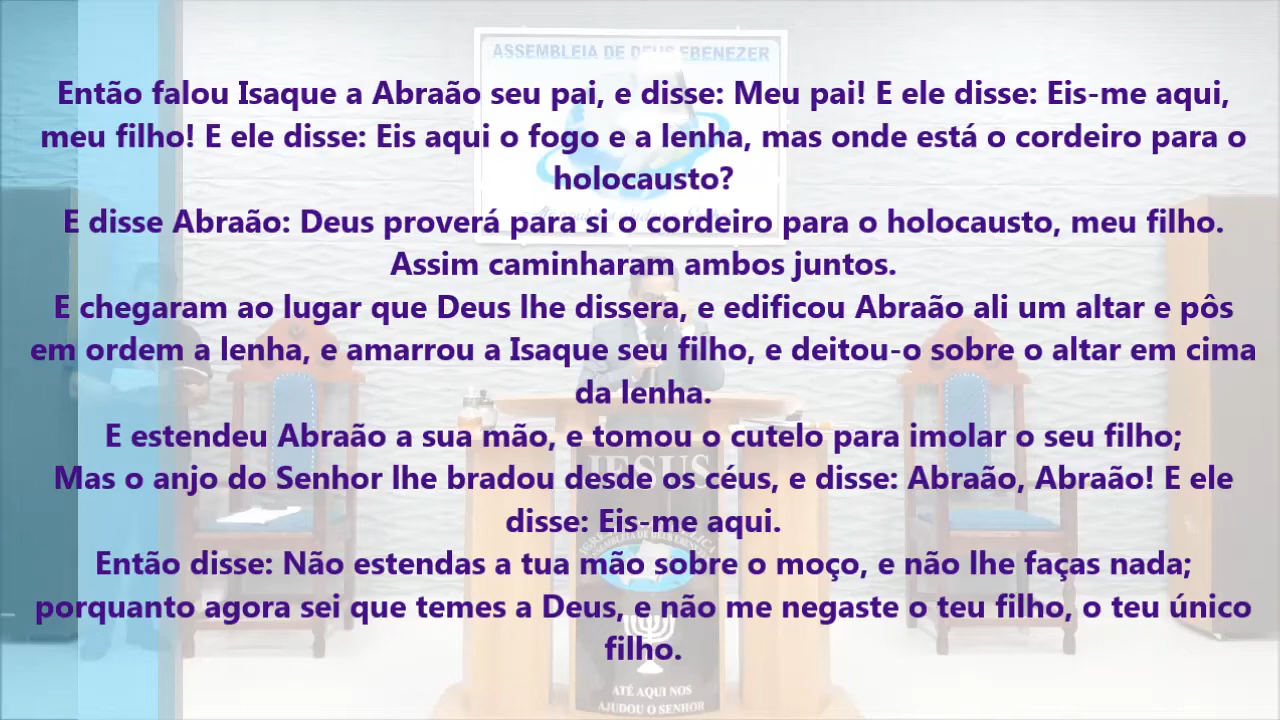 ASSEMBLEIA DE DEUS EBENEZER
Então falou Isaque a Abraão seu pai, e disse: Meu pai! E ele disse: Eis-me aqui,
meu filho! E ele disse: Eis aqui o fogo e a lenha, mas onde está o cordeiro para o
holocausto?
E disse Abraão: Deus proverá para si o cordeiro para o holocausto, meu filho.
Assim caminharam ambos juntos.
E chegaram ao lugar que Deus lhe dissera, e edificou Abraão ali um altar e pôs
em ordem a lenha, e amarrou a Isaque seu filho, e deitou-o sobre o altar em cima
da lenha.
E estendeu Abraão a sua mão, e tomou o cutelo para imolar o seu filho;
Mas o anjo do Senhor lhe bradou desde os céus, e disse: Abraão, Abraão! E ele
disse: Eis-me aqui.
Então disse: Não estendas a tua mão sobre o moço, e não lhe faças nada;
porquanto agora sei que temes a Deus, e não me negaste o teu filho, o teu único
filho.
JESUS
ASSEMBLEIA DE DEUS EBENEZER
ATÉ AQUI NOS
AJUDOU O SENHOR